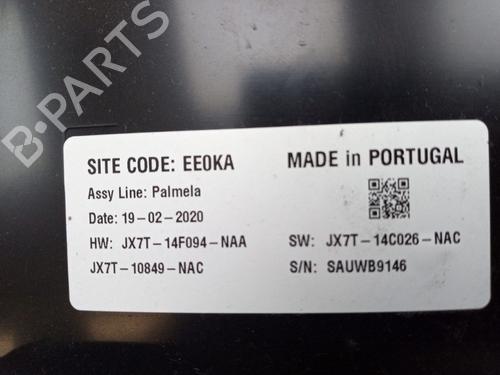 B-PARTS
SITE CODE: EE0KA
MADE in PORTUGAL
Assy Line: Palmela
Date: 19-02-2020
HW: JX7T-14F094-NAA
SW: JX7T-14C026-NAC
JX7T-10849-NAC
S/N: SAUWB9146